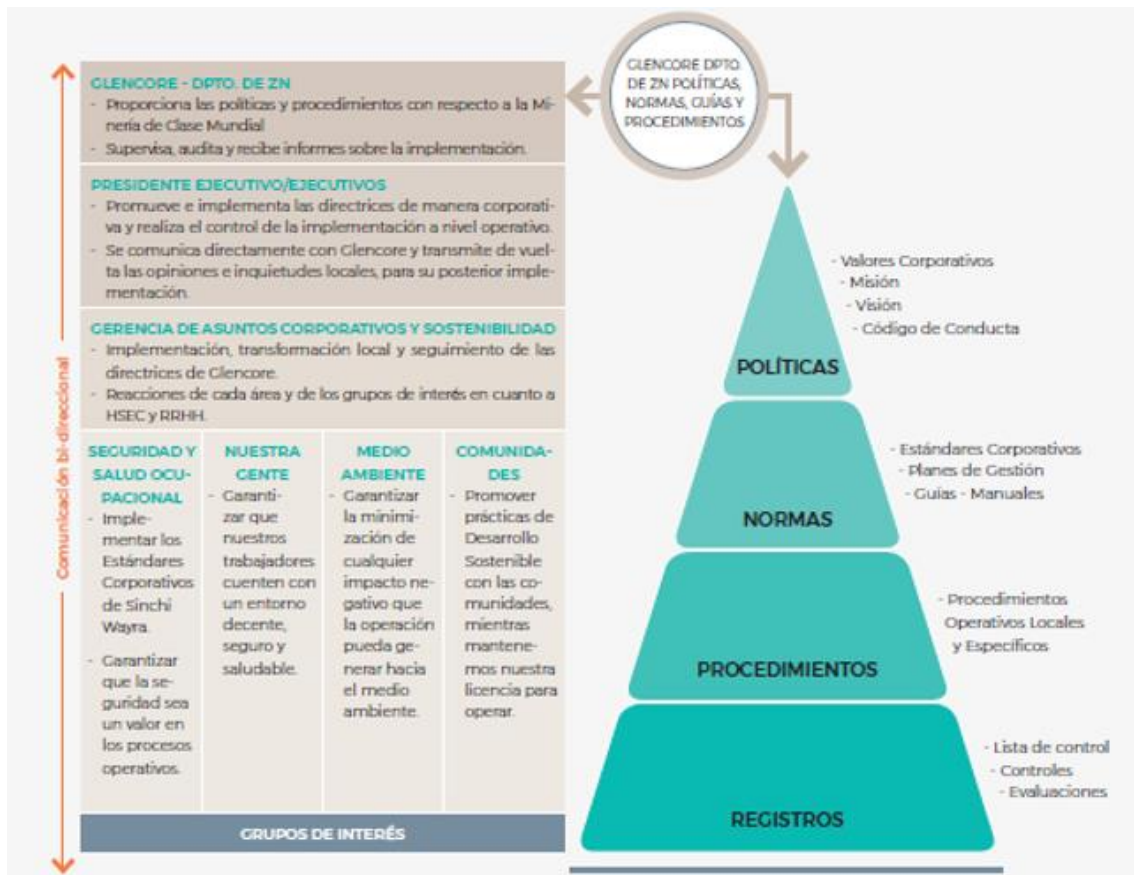 GLENCORE DPTO.
DE ZN POLÍTICAS,
NORMAS, GUÍAS Y
PROCEDIMIENTOS
Comunicación bi-direccional
GLENCORE - DPTO. DE ZN
- Proporciona las políticas y procedimientos con respecto a la Mi-
nería de Clase Mundial
- Supervisa, audita y recibe informes sobre la implementación.
PRESIDENTE EJECUTIVO/EJECUTIVOS
- Promueve e implementa las directrices de manera corporati-
va y realiza el control de la implementación a nivel operativo.
- Se comunica directamente con Glencore y transmite de vuel-
ta las opiniones e inquietudes locales, para su posterior imple-
mentación.
GERENCIA DE ASUNTOS CORPORATIVOS Y SOSTENIBILIDAD
- Implementación, transformación local y seguimiento de las
directrices de Glencore.
- Reacciones de cada área y de los grupos de interés en cuanto a
HSEC y RRHH.
SEGURIDAD Y
SALUD OCU-
PACIONAL
- Imple-
mentar los
Estándares
Corporativos
de Sinchi
Wayra.
- Garantizar
que la se-
guridad sea
un valor en
los procesos
operativos.
NUESTRA
GENTE
- Garanti-
zar que
nuestros
trabajadores
cuenten con
un entorno
decente,
seguro y
saludable.
MEDIO
AMBIENTE
- Garantizar
la minimi-
zación de
cualquier
impacto ne-
gativo que
la operación
pueda ge-
nerar hacia
el medio
ambiente.
COMUNIDA-
DES
- Promover
prácticas de
Desarrollo
Sostenible
con las co-
munidades,
mientras
mantene-
mos nuestra
licencia para
operar.
GRUPOS DE INTERÉS
POLÍTICAS
- Valores Corporativos
- Misión
- Visión
- Código de Conducta
NORMAS
- Estándares Corporativos
- Planes de Gestión
- Guías - Manuales
PROCEDIMIENTOS
- Procedimientos
Operativos Locales
y Específicos
REGISTROS
- Lista de control
- Controles
- Evaluaciones